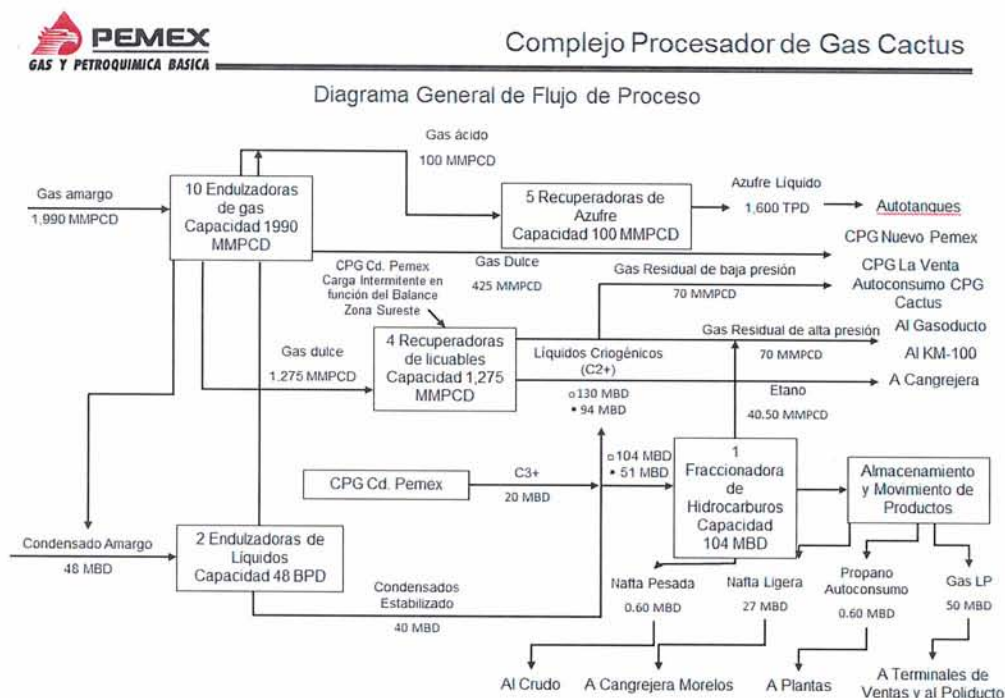 PEMEX
GAS Y PETROQUIMICA BASICA
Complejo Procesador de Gas Cactus
Diagrama General de Flujo de Proceso
Gas ácido
100 MMPCD
Gas amargo
1,990 MMPCD
10 Endulzadoras
de gas
Capacidad 1990
MMPCD
5 Recuperadoras de
Azufre
Capacidad 100 MMPCD
Azufre Líquido
1,600 TPD
Autotanques
CPG Nuevo Pemex
Gas Dulce
425 MMPCD
CPG Cd. Pemex
Carga Intermitente en
función del Balance
Zona Sureste
Gas Residual de baja presión
70 MMPCD
CPG La Venta
Autoconsumo CPG
Cactus
Gas dulce
1.275 MMPCD
4 Recuperadoras
de licuables
Capacidad 1,275
MMPCD
Gas Residual de alta presión
70 MMPCD
Al Gasoducto
Al KM-100
Líquidos Criogénicos
(C2+)
▫130 MBD
• 94 MBD
Etano
40.50 MMPCD
A Cangrejera
CPG Cd. Pemex
C3+
20 MBD
▫104 MBD
• 51 MBD
1
Fraccionadora
de
Hidrocarburos
Capacidad
104 MBD
Almacenamiento
y Movimiento de
Productos
Condensado Amargo
48 MBD
2 Endulzadoras de
Líquidos
Capacidad 48 BPD
Condensados
Estabilizado
40 MBD
Nafta Pesada
0.60 MBD
Nafta Ligera
27 MBD
Propano
Autoconsumo
0.60 MBD
Gas LP
50 MBD
Al Crudo
A Cangrejera Morelos
A Plantas
A Terminales de
Ventas y al Poliducto